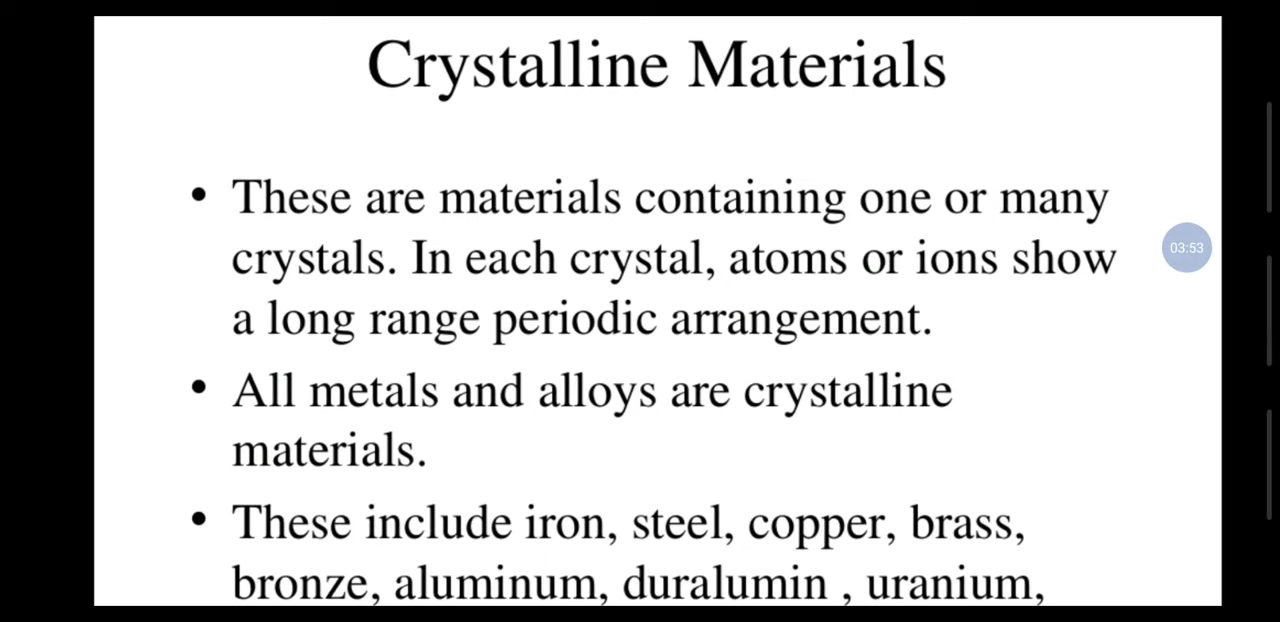 Crystalline Materials
• These are materials containing one or many
crystals. In each crystal, atoms or ions show
a long range periodic arrangement.
• All metals and alloys are crystalline
materials.
• These include iron, steel, copper, brass,
bronze, aluminum, duralumin , uranium,
03:53